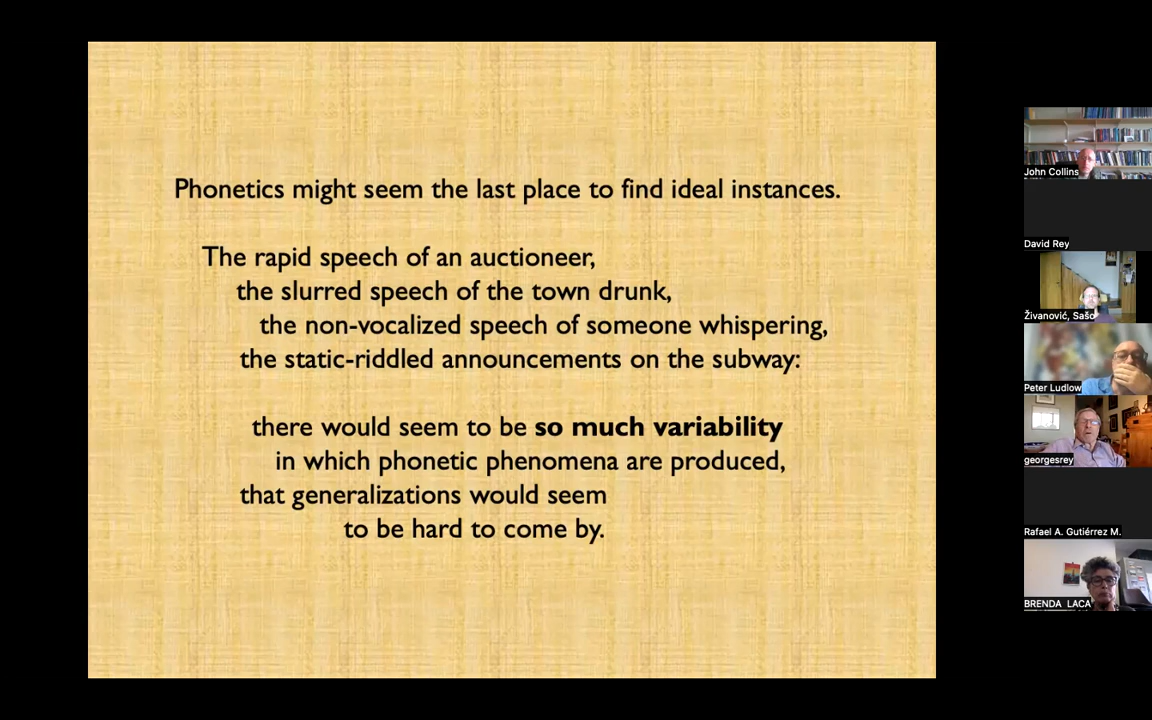 Phonetics might seem the last place to find ideal instances.
The rapid speech of an auctioneer,
the slurred speech of the town drunk,
the non-vocalized speech of someone whispering,
the static-riddled announcements on the subway:
there would seem to be so much variability
in which phonetic phenomena are produced,
that generalizations would seem
to be hard to come by.
John Collins
David Rey
Živanović, Sašo
Peter Ludlow
georgesrey
Rafael A. Gutiérrez M.
BRENDA LACA